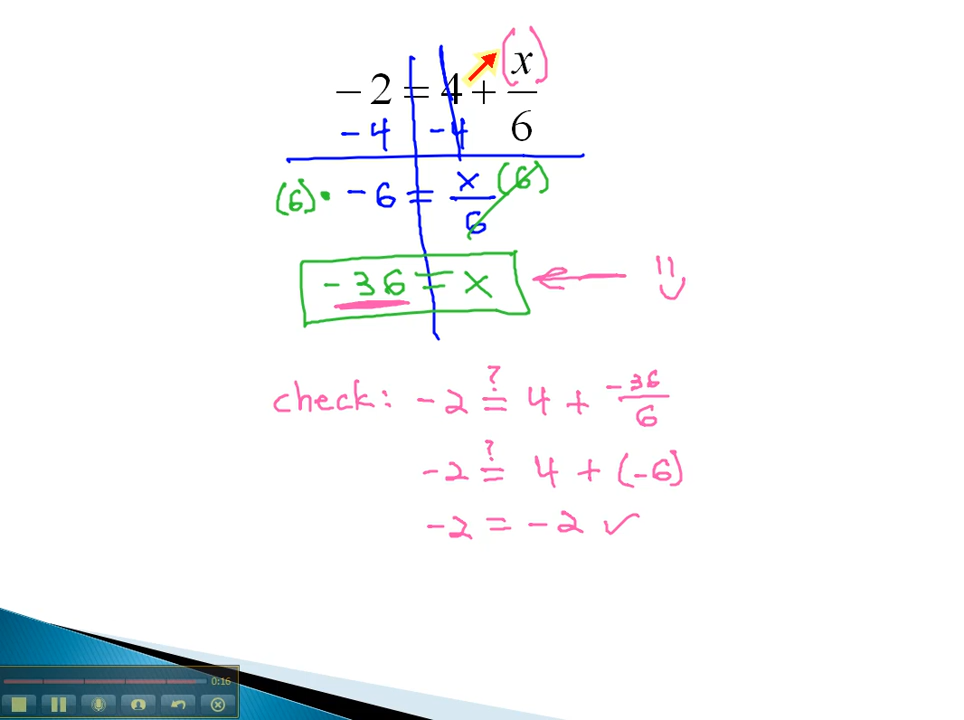 -2 = 4 + (x)/6
-4 -4
(6)· -6 = x/6 (6)
-36 = x
check: -2 ≟ 4 + -36/6
-2 ≟ 4 + (-6)
-2 = -2 ✓
0:16